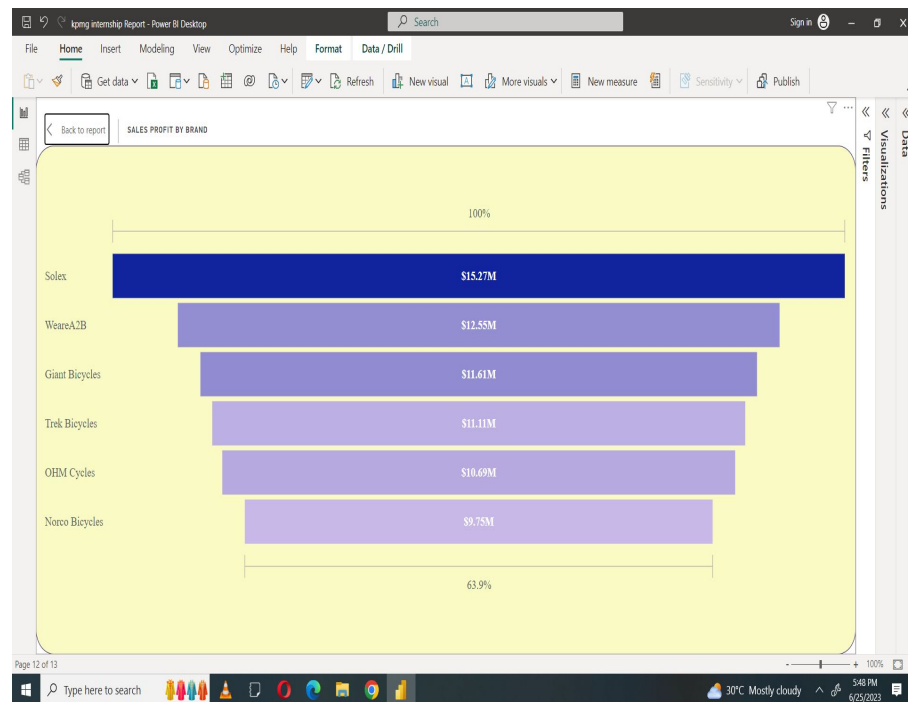 kpmg internship Report - Power BI Desktop
Search
Sign in
File Home Insert Modeling View Optimize Help Format Data / Drill
Get data Refresh New visual More visuals New measure Sensitivity Publish
Back to report SALES PROFIT BY BRAND
Filters
Visualizations
Data
100%
Solex $15.27M
WeareA2B $12.55M
Giant Bicycles $11.61M
Trek Bicycles $11.11M
OHM Cycles $10.69M
Norco Bicycles $9.75M
63.9%
Page 12 of 13
- + 100%
Type here to search
30°C Mostly cloudy
5:48 PM
6/25/2023